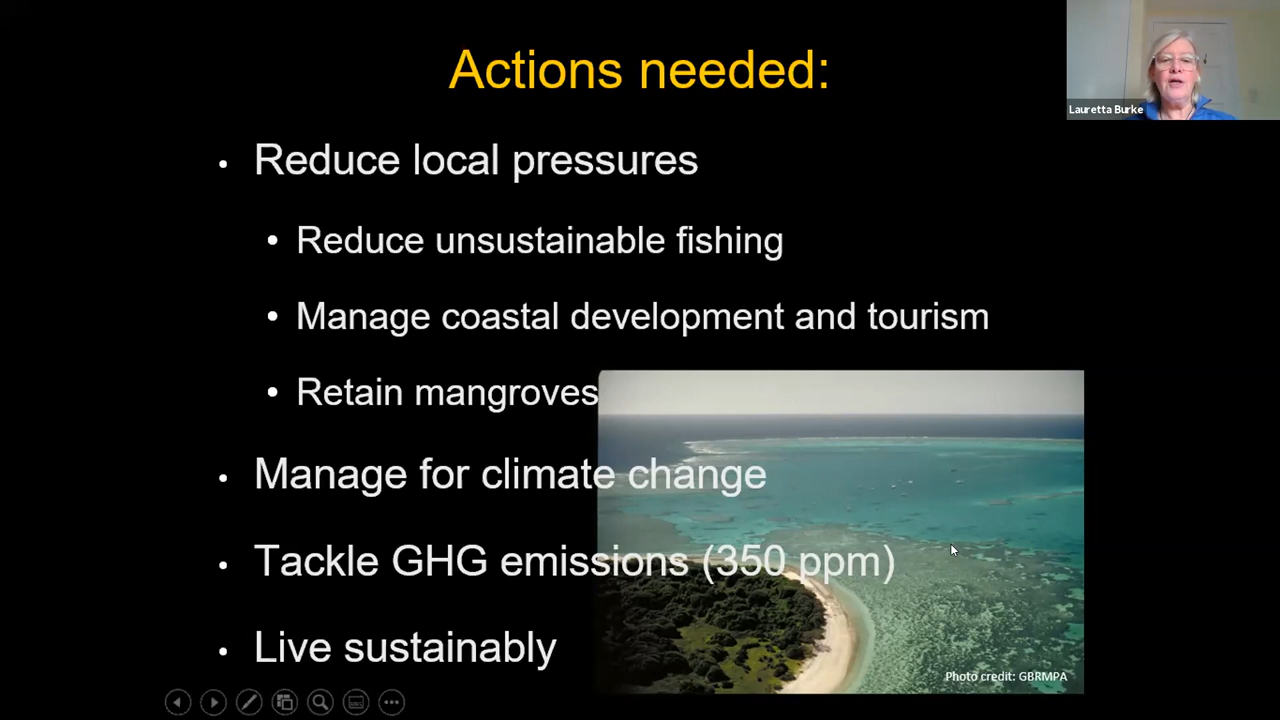 Actions needed:
Lauretta Burke
• Reduce local pressures
• Reduce unsustainable fishing
• Manage coastal development and tourism
• Retain mangroves
• Manage for climate change
• Tackle GHG emissions (350 ppm)
• Live sustainably
Photo credit: GBRMPA